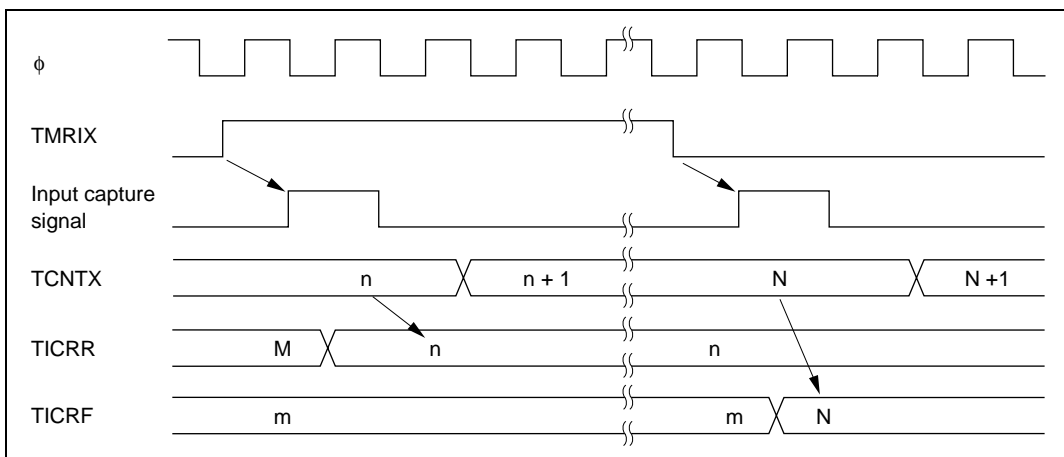 ϕ
TMRIX
Input capture
signal
TCNTX n n + 1 N N +1
TICRR M n n
TICRF m m N